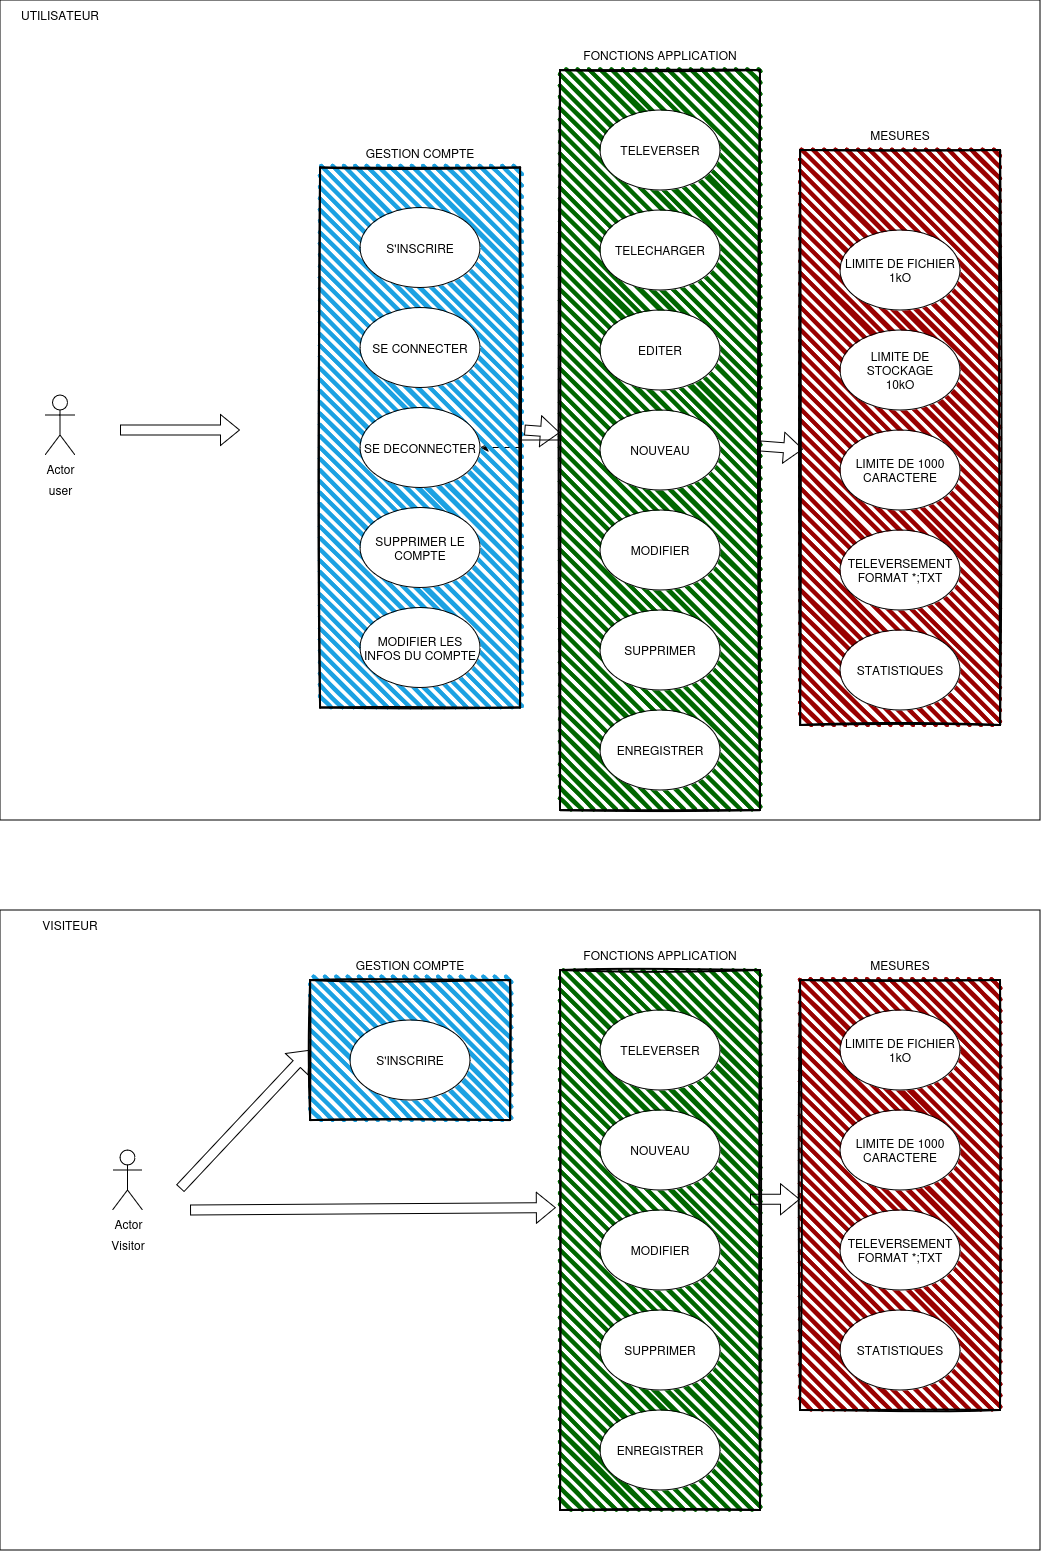 UTILISATEUR
FONCTIONS APPLICATION
MESURES
GESTION COMPTE
S'INSCRIRE
SE CONNECTER
SE DECONNECTER
SUPPRIMER LE
COMPTE
MODIFIER LES
INFOS DU COMPTE
TELEVERSER
TELECHARGER
EDITER
NOUVEAU
MODIFIER
SUPPRIMER
ENREGISTRER
LIMITE DE FICHIER
1kO
LIMITE DE
STOCKAGE
10kO
LIMITE DE 1000
CARACTERE
TELEVERSEMENT
FORMAT *;TXT
STATISTIQUES
Actor
user
VISITEUR
FONCTIONS APPLICATION
GESTION COMPTE
MESURES
S'INSCRIRE
TELEVERSER
NOUVEAU
MODIFIER
SUPPRIMER
ENREGISTRER
LIMITE DE FICHIER
1kO
LIMITE DE 1000
CARACTERE
TELEVERSEMENT
FORMAT *;TXT
STATISTIQUES
Actor
Visitor